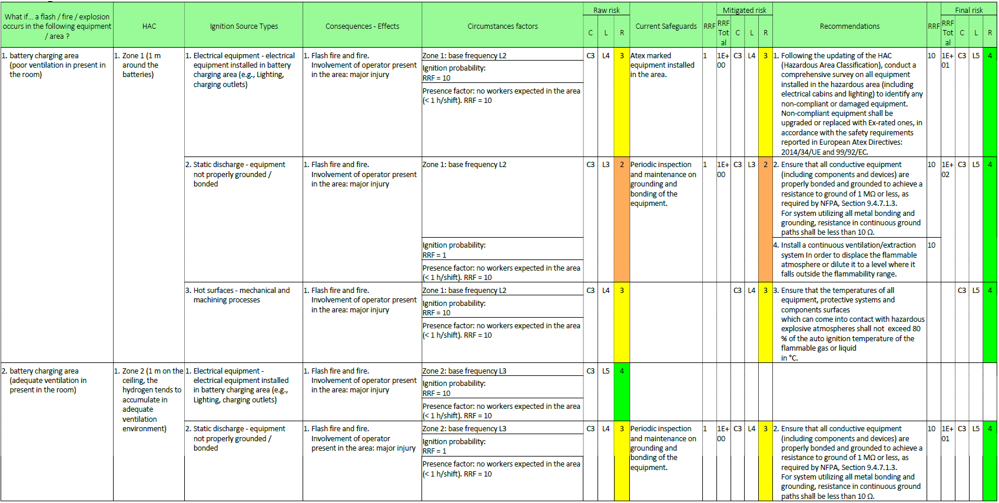 What if... a flash / fire / explosion
occurs in the following equipment
/ area ?
HAC
Ignition Source Types
Consequences - Effects
Circumstances factors
Raw risk
C
L
R
Current Safeguards
RRF
Mitigated risk
RRF
Tot
al
C
L
R
Recommendations
RRF
Final risk
RRF
Tot
al
C
L
R
1. battery charging area
(poor ventilation in present in
the room)
1. Zone 1 (1 m
around the
batteries)
1. Electrical equipment - electrical
equipment installed in battery
charging area (e.g., Lighting,
charging outlets)
1. Flash fire and fire.
Involvement of operator present
in the area: major injury
Zone 1: base frequency L2
Ignition probability:
RRF = 10
Presence factor: no workers expected in the area
(< 1 h/shift). RRF = 10
C3
L4
3
Atex marked
equipment installed
in the area.
1
1E+
00
C3
L4
3
1. Following the updating of the HAC
(Hazardous Area Classification), conduct a
comprehensive survey on all equipment
installed in the hazardous area (including
electrical cabins and lighting) to identify any
non-compliant or damaged equipment.
Non-compliant equipment shall be
upgraded or replaced with Ex-rated ones, in
accordance with the safety requirements
reported in European Atex Directives:
2014/34/UE and 99/92/EC.
10
1E+
01
C3
L5
4
2. Static discharge - equipment
not properly grounded /
bonded
1. Flash fire and fire.
Involvement of operator present
in the area: major injury
Zone 1: base frequency L2
Ignition probability:
RRF = 1
Presence factor: no workers expected in the area
(< 1 h/shift). RRF = 10
C3
L3
2
Periodic inspection
and maintenance on
grounding and
bonding of the
equipment.
1
1E+
00
C3
L3
2
2. Ensure that all conductive equipment
(including components and devices) are
properly bonded and grounded to achieve a
resistance to ground of 1 MΩ or less, as
required by NFPA, Section 9.4.7.1.3.
For system utilizing all metal bonding and
grounding, resistance in continuous ground
paths shall be less than 10 Ω.
10
1E+
02
C3
L5
4
4. Install a continuous ventilation/extraction
system In order to displace the flammable
atmosphere or dilute it to a level where it
falls outside the flammability range.
10
3. Hot surfaces - mechanical and
machining processes
1. Flash fire and fire.
Involvement of operator present
in the area: major injury
Zone 1: base frequency L2
Ignition probability:
RRF = 10
Presence factor: no workers expected in the area
(< 1 h/shift). RRF = 10
C3
L4
3
C3
L4
3
3. Ensure that the temperatures of all
equipment, protective systems and
components surfaces
which can come into contact with hazardous
explosive atmospheres shall not exceed 80
% of the auto ignition temperature of the
flammable gas or liquid
in °C.
C3
L5
4
2. battery charging area
(adequate ventilation in
present in the room)
1. Zone 2 (1 m on the
ceiling, the
hydrogen tends to
accumulate in
adequate
ventilation
environment)
1. Electrical equipment -
electrical equipment installed
in battery charging area (e.g.,
Lighting, charging outlets)
1. Flash fire and fire.
Involvement of operator present
in the area: major injury
Zone 2: base frequency L3
Ignition probability:
RRF = 10
Presence factor: no workers expected in the area
(< 1 h/shift). RRF = 10
C3
L5
4
2. Static discharge - equipment
not properly grounded /
bonded
1. Flash fire and fire.
Involvement of operator
present in the area: major injury
Zone 2: base frequency L3
Ignition probability:
RRF = 1
Presence factor: no workers expected in the area
(< 1 h/shift). RRF = 10
C3
L4
3
Periodic inspection
and maintenance on
grounding and
bonding of the
equipment.
1
1E+
00
C3
L4
3
2. Ensure that all conductive equipment
(including components and devices) are
properly bonded and grounded to achieve a
resistance to ground of 1 MΩ or less, as
required by NFPA, Section 9.4.7.1.3.
For system utilizing all metal bonding and
grounding, resistance in continuous ground
paths shall be less than 10 Ω.
10
1E+
01
C3
L5
4